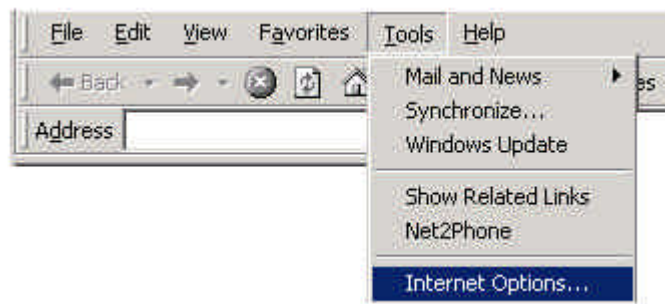 File Edit View Favorites Tools Help
Back
Address
Mail and News
Synchronize...
Windows Update
Show Related Links
Net2Phone
Internet Options...